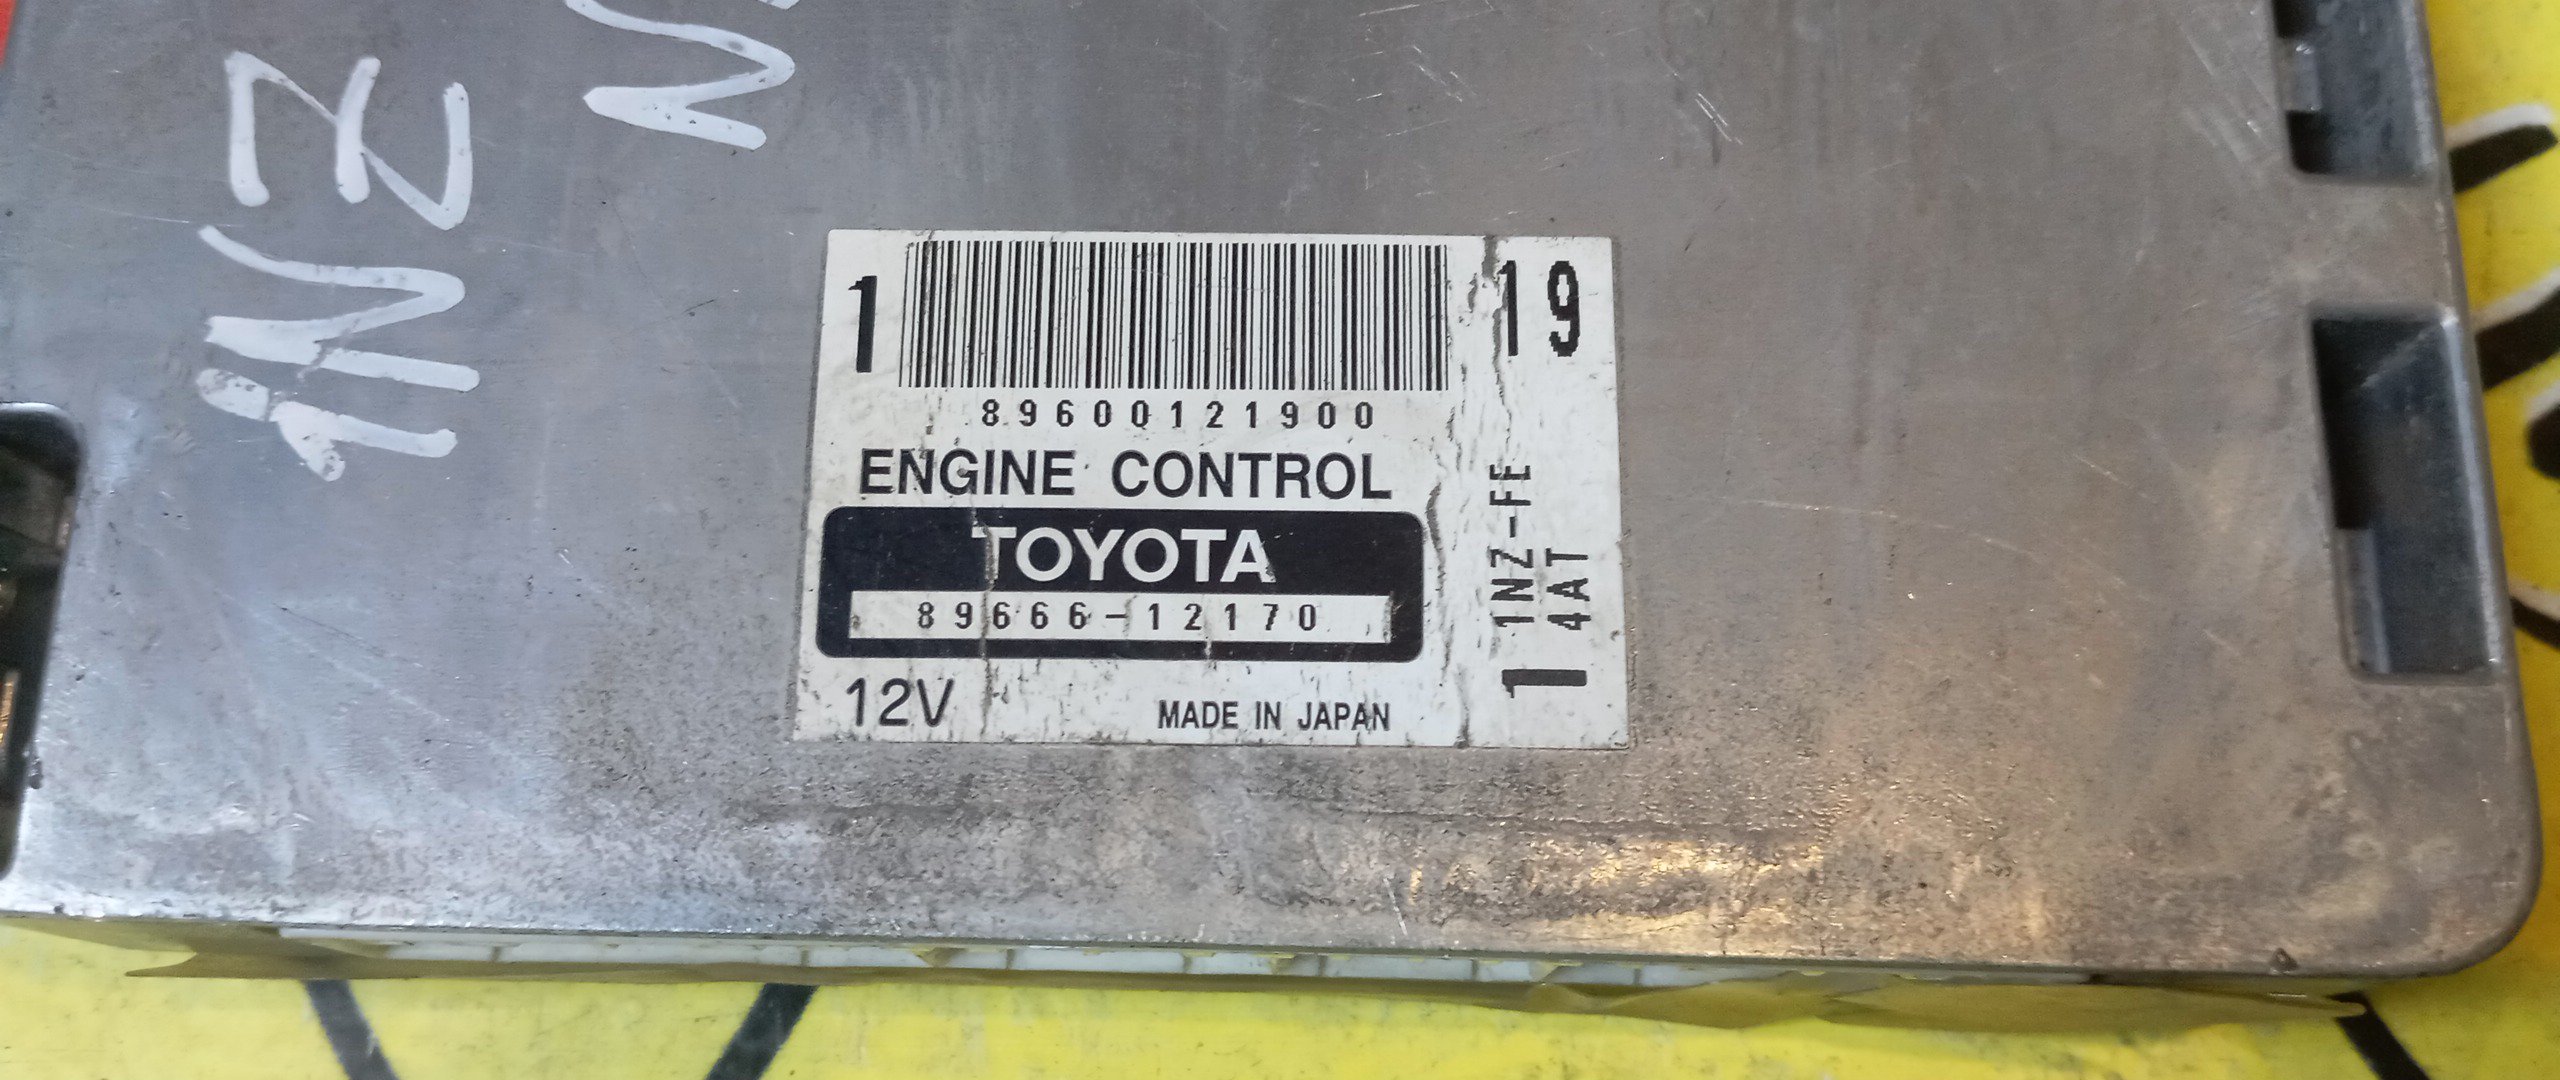 1NZ
1
19
89600121900
ENGINE CONTROL
TOYOTA
89666-12170
12V
MADE IN JAPAN
1 1NZ-FE
4AT